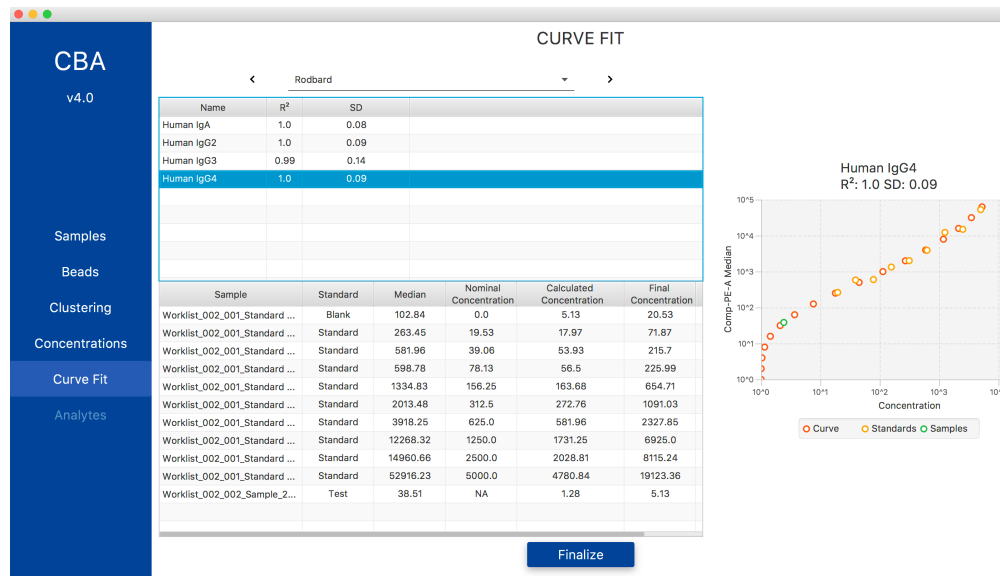 CURVE FIT
CBA
v4.0
Samples
Beads
Clustering
Concentrations
Curve Fit
Analytes
Rodbard
Name R² SD
Human IgA 1.0 0.08
Human IgG2 1.0 0.09
Human IgG3 0.99 0.14
Human IgG4 1.0 0.09
Sample Standard Median Nominal Concentration Calculated Concentration Final Concentration
Worklist_002_001_Standard ... Blank 102.84 0.0 5.13 20.53
Worklist_002_001_Standard ... Standard 263.45 19.53 17.97 71.87
Worklist_002_001_Standard ... Standard 581.96 39.06 53.93 215.7
Worklist_002_001_Standard ... Standard 598.78 78.13 56.5 225.99
Worklist_002_001_Standard ... Standard 1334.83 156.25 163.68 654.71
Worklist_002_001_Standard ... Standard 2013.48 312.5 272.76 1091.03
Worklist_002_001_Standard ... Standard 3918.25 625.0 581.96 2327.85
Worklist_002_001_Standard ... Standard 12268.32 1250.0 1731.25 6925.0
Worklist_002_001_Standard ... Standard 14960.66 2500.0 2028.81 8115.24
Worklist_002_001_Standard ... Standard 52916.23 5000.0 4780.84 19123.36
Worklist_002_002_Sample_2... Test 38.51 NA 1.28 5.13
Finalize
Human IgG4
R²: 1.0 SD: 0.09
Comp-PE-A Median
10^5
10^4
10^3
10^2
10^1
10^0
10^0 10^1 10^2 10^3 10
Concentration
Curve Standards Samples